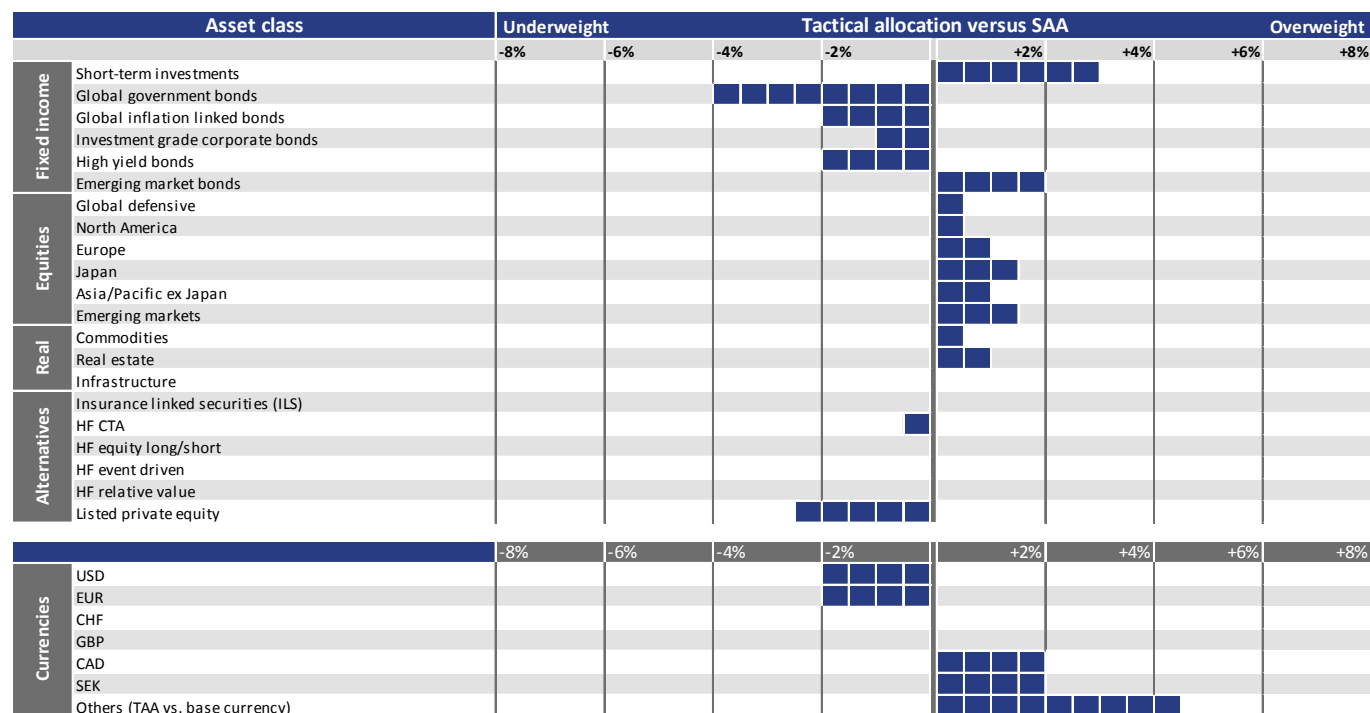 Asset class Underweight Tactical allocation versus SAA Overweight
-8% -6% -4% -2% +2% +4% +6% +8%
Fixed income
Short-term investments
Global government bonds
Global inflation linked bonds
Investment grade corporate bonds
High yield bonds
Emerging market bonds
Equities
Global defensive
North America
Europe
Japan
Asia/Pacific ex Japan
Emerging markets
Real
Commodities
Real estate
Infrastructure
Alternatives
Insurance linked securities (ILS)
HF CTA
HF equity long/short
HF event driven
HF relative value
Listed private equity
-8% -6% -4% -2% +2% +4% +6% +8%
Currencies
USD
EUR
CHF
GBP
CAD
SEK
Others (TAA vs. base currency)